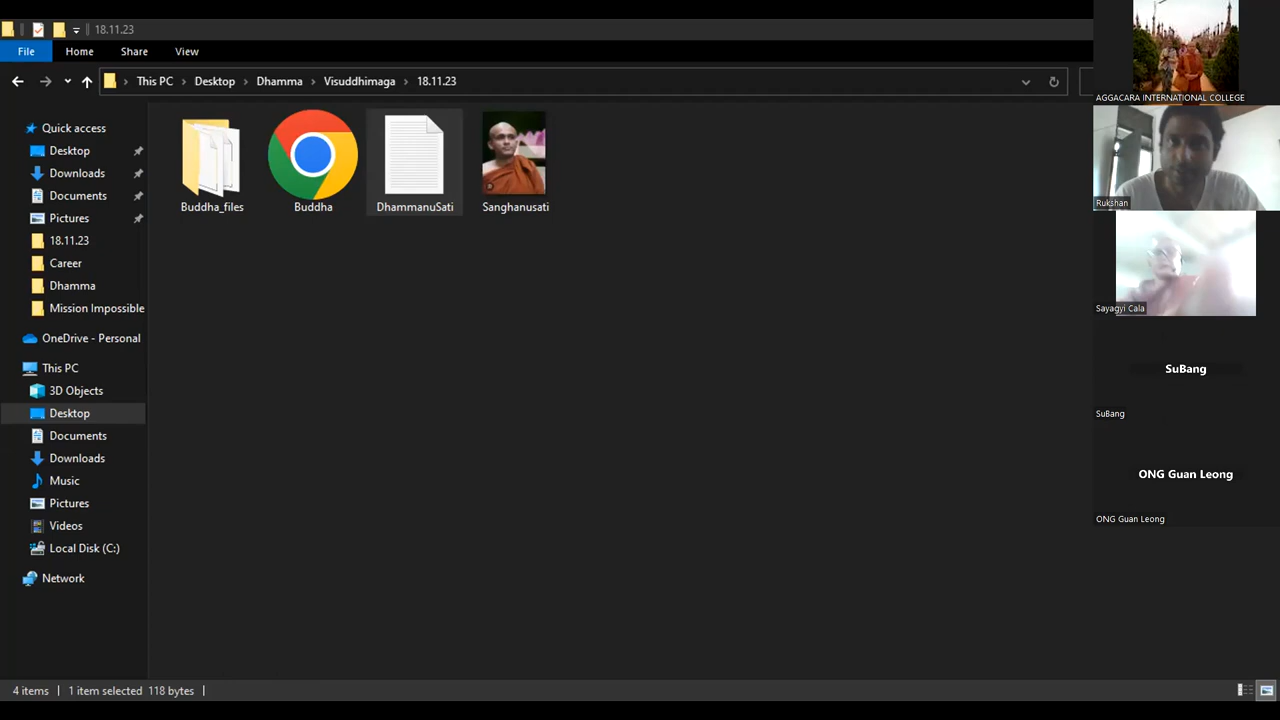 18.11.23
File Home Share View
This PC Desktop Dhamma Visuddhimaga 18.11.23
Quick access
Desktop
Downloads
Documents
Pictures
18.11.23
Career
Dhamma
Mission Impossible
OneDrive - Personal
This PC
3D Objects
Desktop
Documents
Downloads
Music
Pictures
Videos
Local Disk (C:)
Network
Buddha_files
Buddha
DhammanuSati
Sanghanusati
4 items 1 item selected 118 bytes
AGGACARA INTERNATIONAL COLLEGE
Rukshan
Sayagyi Cala
SuBang
SuBang
ONG Guan Leong
ONG Guan Leong